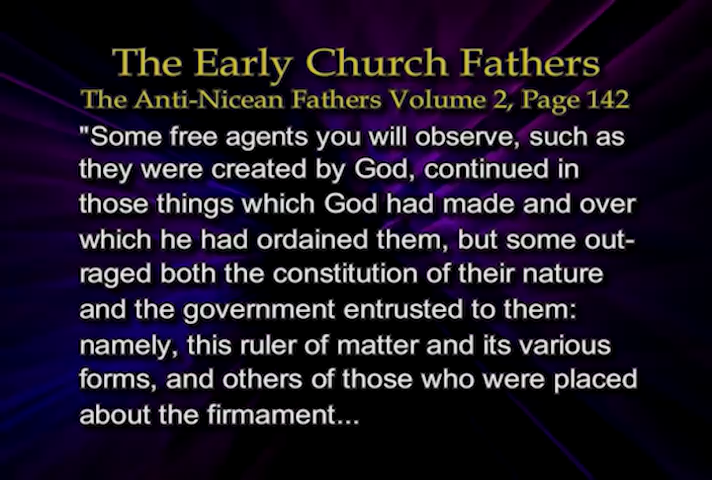 The Early Church Fathers
The Anti-Nicean Fathers Volume 2, Page 142
"Some free agents you will observe, such as
they were created by God, continued in
those things which God had made and over
which he had ordained them, but some out-
raged both the constitution of their nature
and the government entrusted to them:
namely, this ruler of matter and its various
forms, and others of those who were placed
about the firmament...